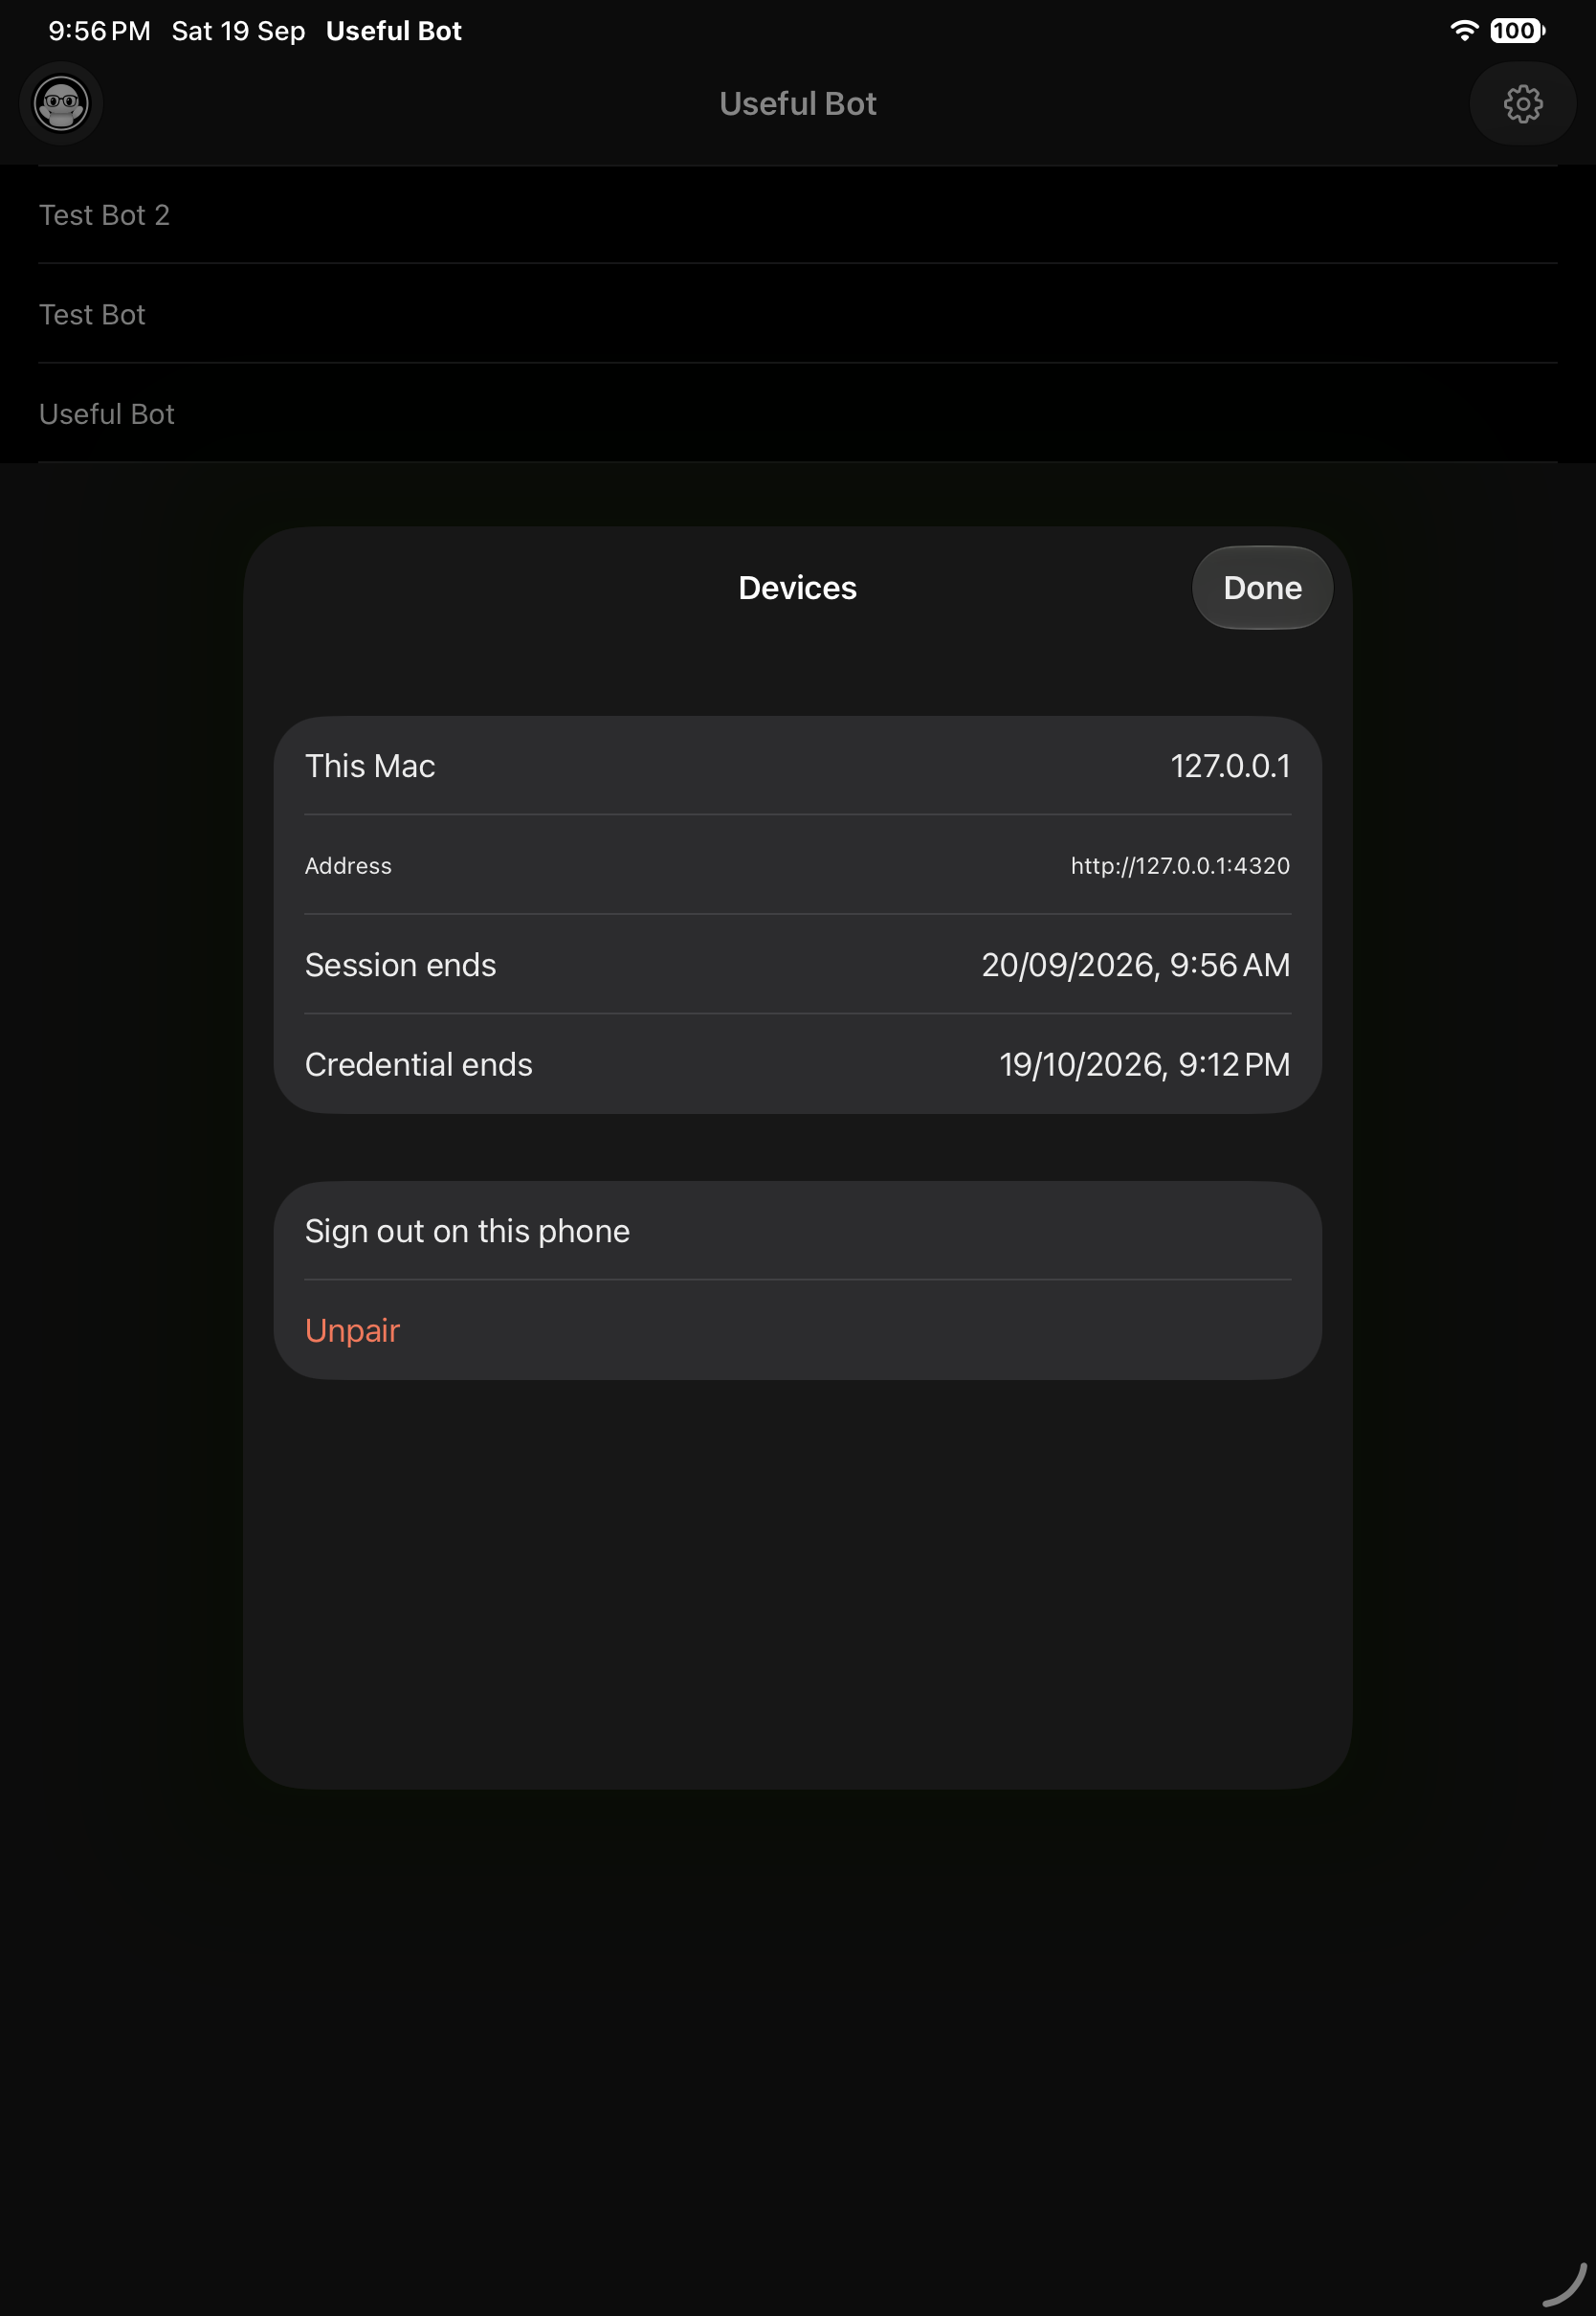 9:56 PM Sat 19 Sep Useful Bot 100
Useful Bot
Test Bot 2
Test Bot
Useful Bot
Devices Done
This Mac 127.0.0.1
Address http://127.0.0.1:4320
Session ends 20/09/2026, 9:56 AM
Credential ends 19/10/2026, 9:12 PM
Sign out on this phone
Unpair